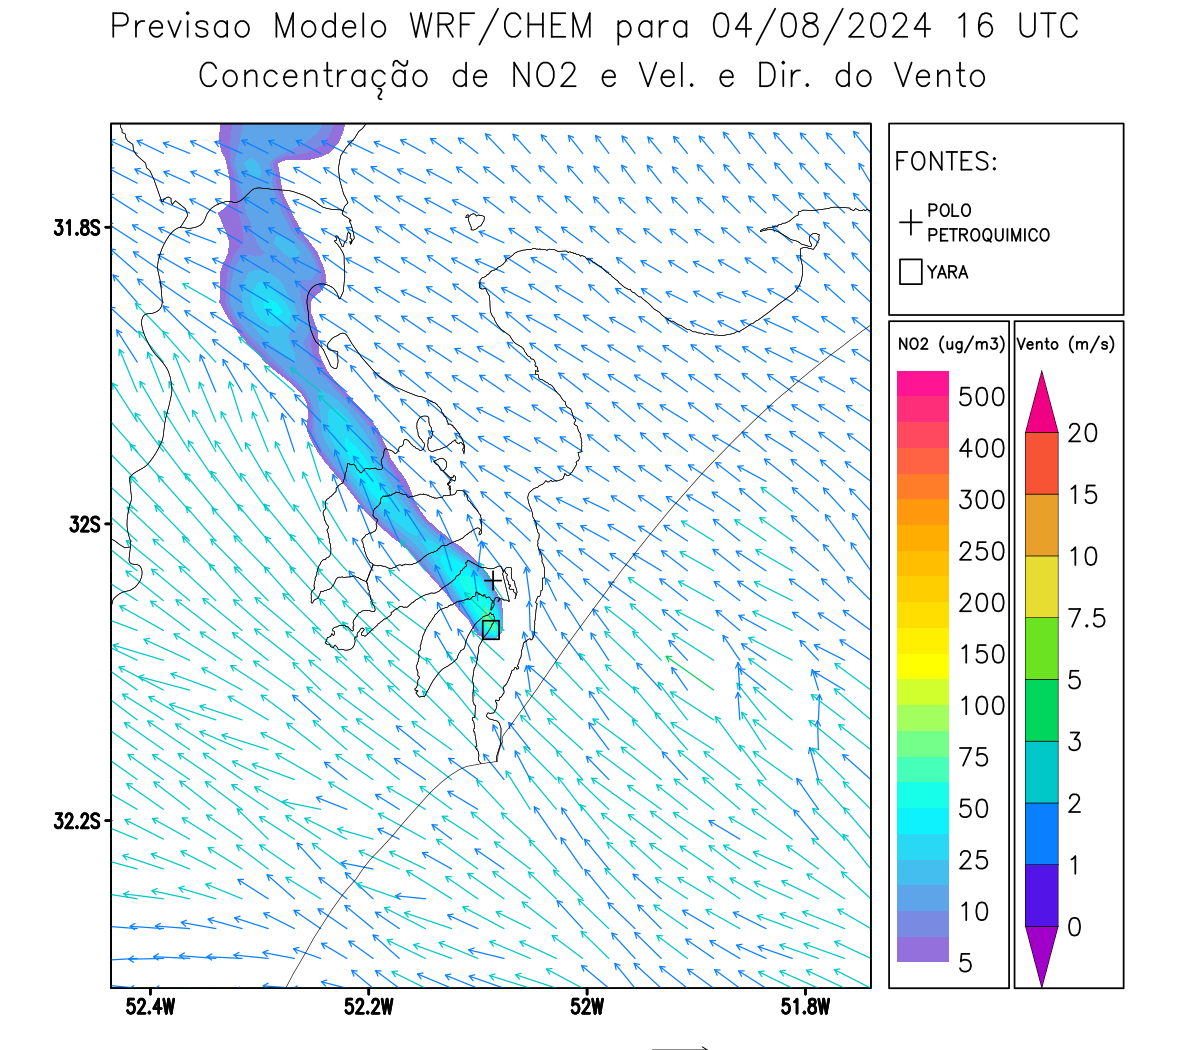 Previsao Modelo WRF/CHEM para 04/08/2024 16 UTC
Concentração de NO2 e Vel. e Dir. do Vento
FONTES:
POLO
PETROQUIMICO
YARA
NO2 (ug/m3)
500
400
300
250
200
150
100
75
50
25
10
5
Vento (m/s)
20
15
10
7.5
5
3
2
1
0
31.8S
32S
32.2S
52.4W
52.2W
52W
51.8W